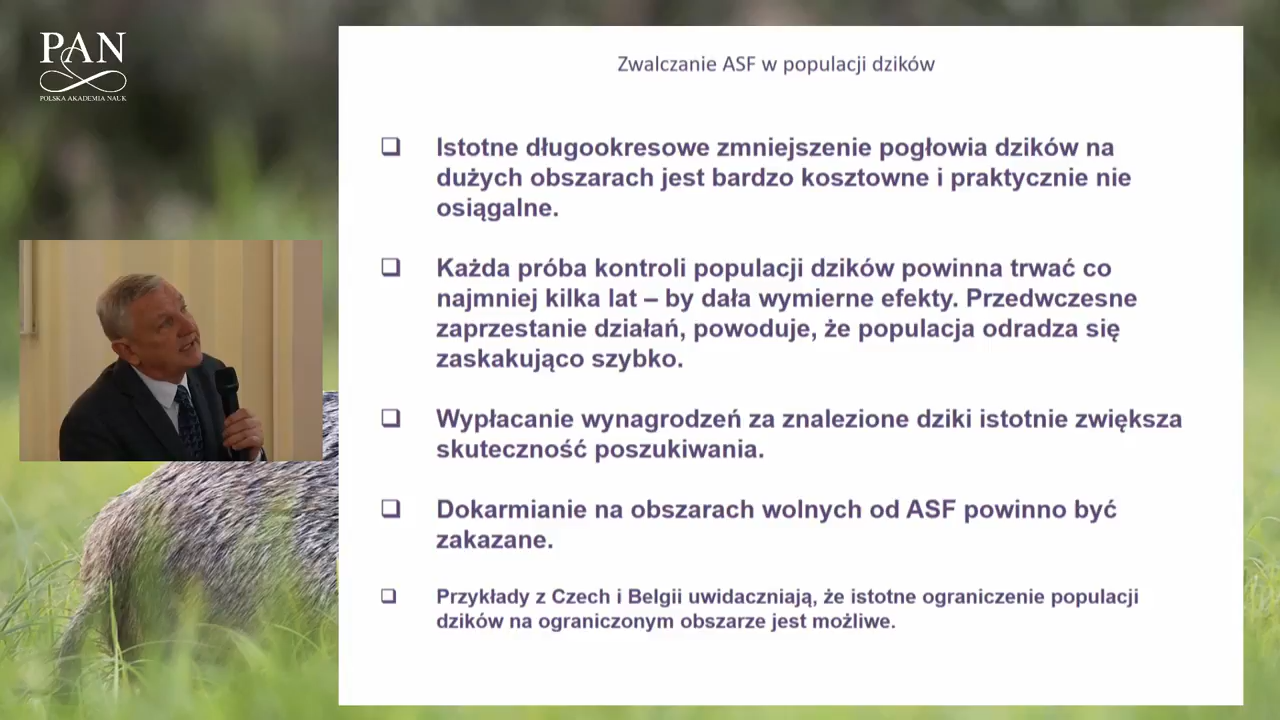 PAN
POLSKA AKADEMIA NAUK
Zwalczanie ASF w populacji dzików
Istotne długookresowe zmniejszenie pogłowia dzików na
dużych obszarach jest bardzo kosztowne i praktycznie nie
osiągalne.
Każda próba kontroli populacji dzików powinna trwać co
najmniej kilka lat – by dała wymierne efekty. Przedwczesne
zaprzestanie działań, powoduje, że populacja odradza się
zaskakująco szybko.
Wypłacanie wynagrodzeń za znalezione dziki istotnie zwiększa
skuteczność poszukiwania.
Dokarmianie na obszarach wolnych od ASF powinno być
zakazane.
Przykłady z Czech i Belgii uwidaczniają, że istotne ograniczenie populacji
dzików na ograniczonym obszarze jest możliwe.